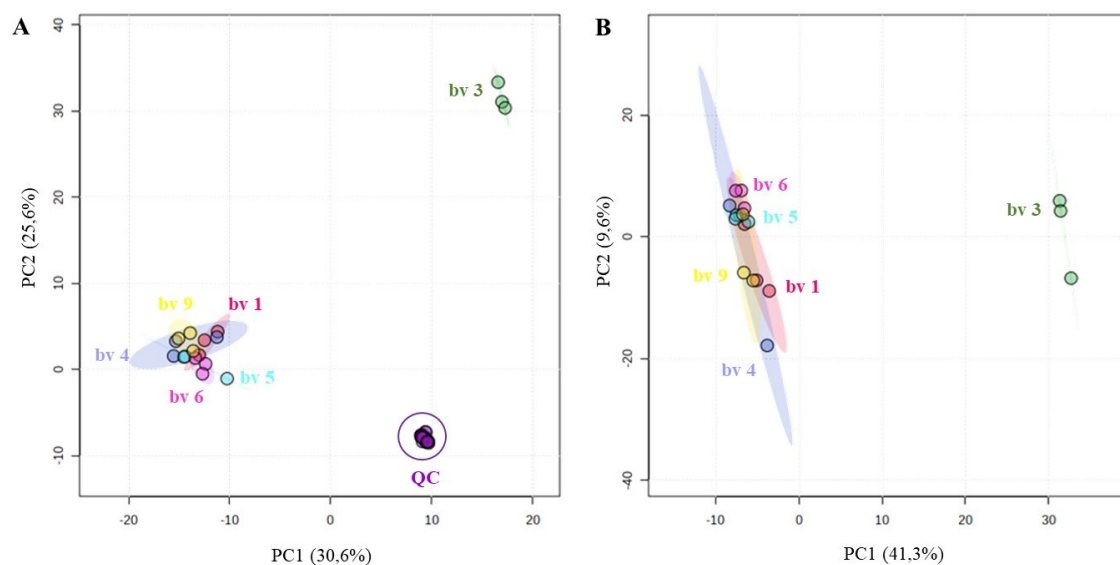 A
40
30
20
10
0
-10
PC2 (25,6%)
bv 3
bv 9
bv 1
bv 4
bv 5
bv 6
QC
-20
-10
0
10
20
PC1 (30,6%)
B
20
0
-20
-40
PC2 (9,6%)
bv 6
bv 5
bv 3
bv 9
bv 1
bv 4
-10
0
10
20
30
PC1 (41,3%)